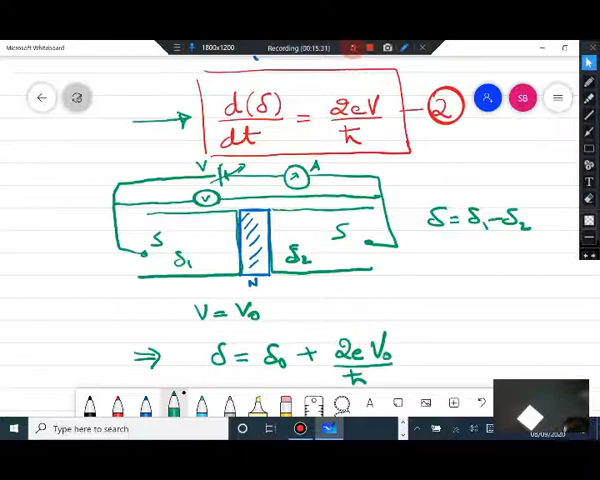 Microsoft Whiteboard
1800x1200
Recording (00:15:31)
SB
d(δ)/dt = 2eV/ħ — 2
V
A
V
S
δ₁
S
δ₂
N
δ = δ₁ – δ₂
V = V₀
⇒ δ = δ₀ + 2eV₀/ħ
A
Type here to search
08/09/2020